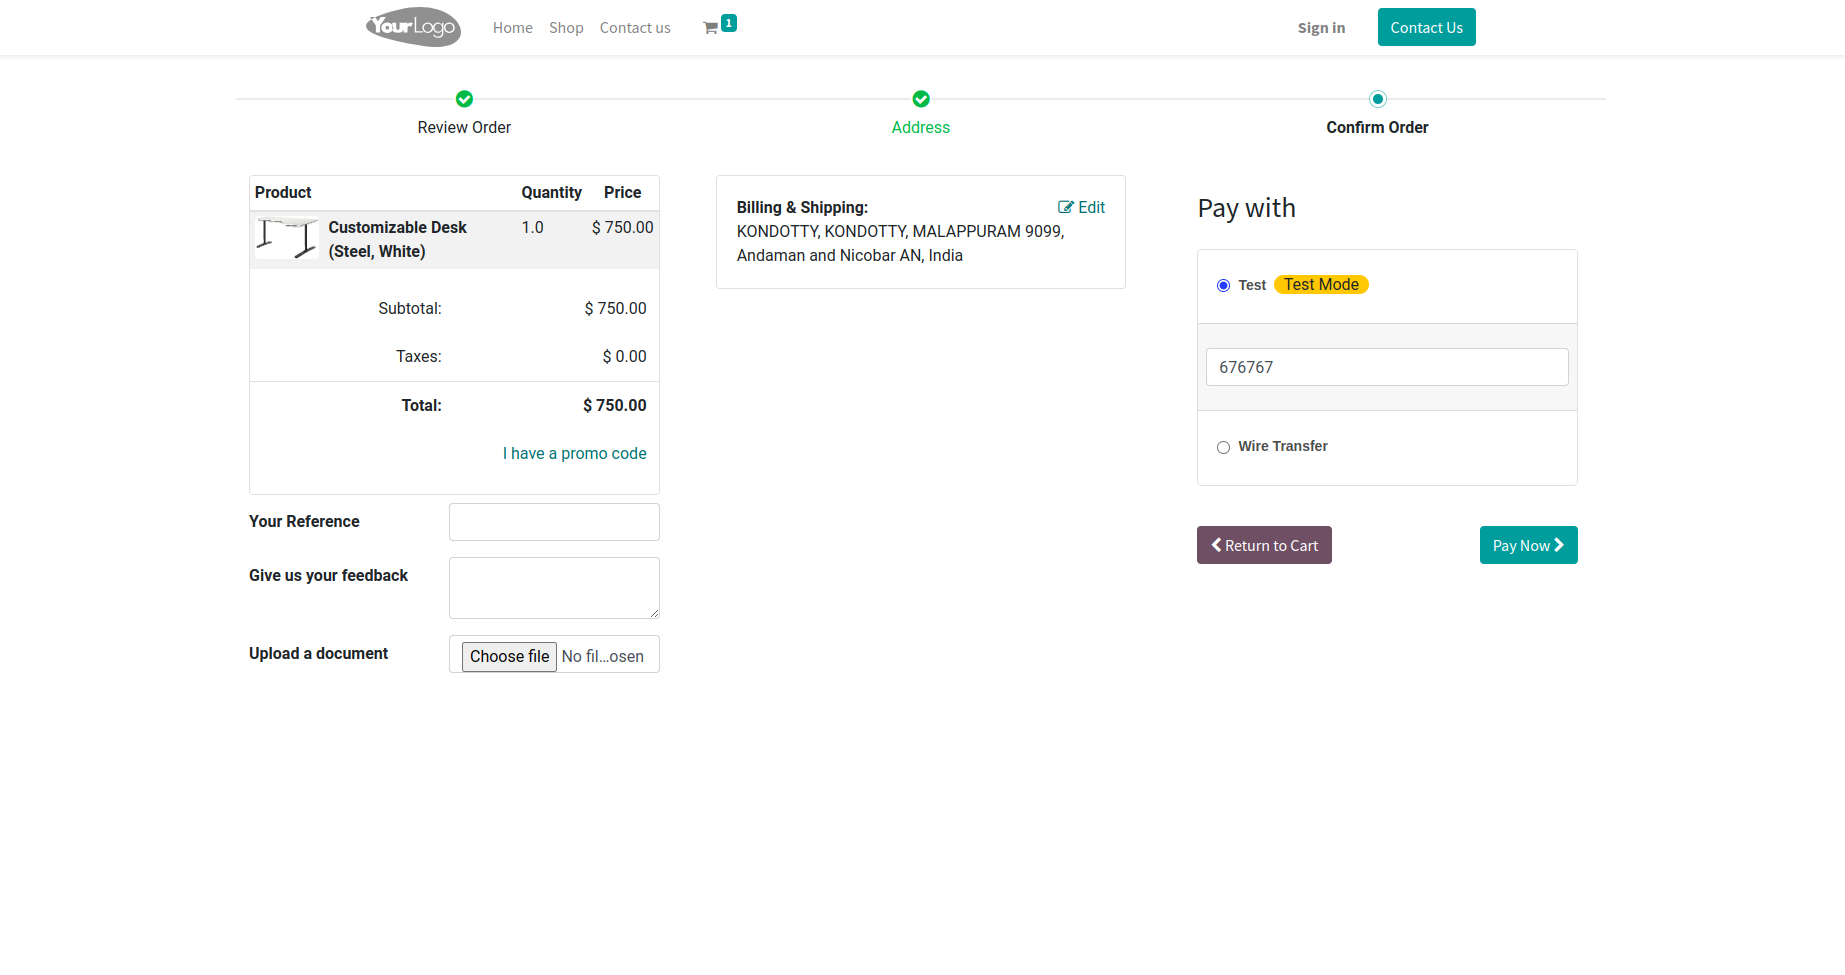 YourLogo
Home
Shop
Contact us
1
Sign in
Contact Us
Review Order
Address
Confirm Order
Product Quantity Price
Customizable Desk 1.0 $ 750.00
(Steel, White)
Subtotal: $ 750.00
Taxes: $ 0.00
Total: $ 750.00
I have a promo code
Your Reference
Give us your feedback
Upload a document
Choose file No fil...osen
Billing & Shipping: Edit
KONDOTTY, KONDOTTY, MALAPPURAM 9099,
Andaman and Nicobar AN, India
Pay with
Test Test Mode
676767
Wire Transfer
Return to Cart
Pay Now